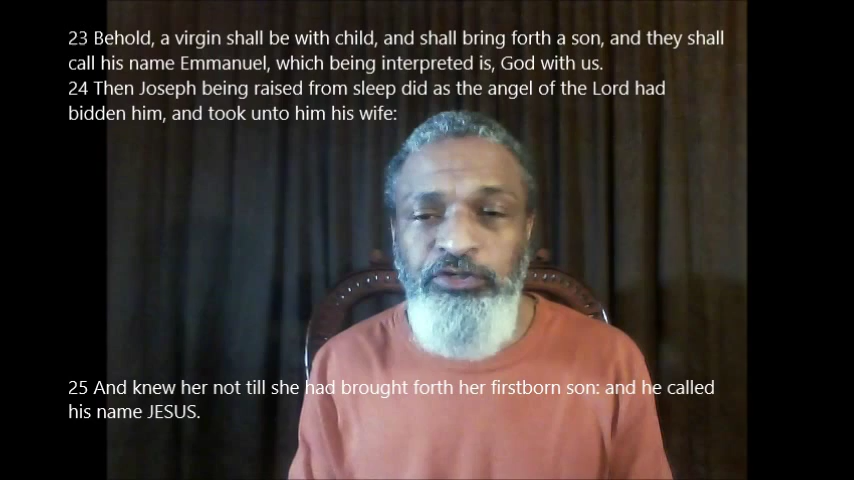 23 Behold, a virgin shall be with child, and shall bring forth a son, and they shall
call his name Emmanuel, which being interpreted is, God with us.
24 Then Joseph being raised from sleep did as the angel of the Lord had
bidden him, and took unto him his wife:
25 And knew her not till she had brought forth her firstborn son: and he called
his name JESUS.